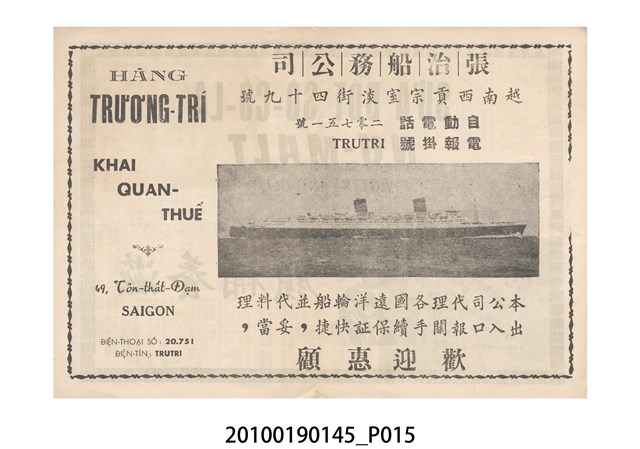 HÃNG
TRƯƠNG-TRÍ
KHAI
QUAN-
THUẾ
49, Tôn-thất-Đạm
SAIGON
ĐIỆN-THOẠI SỐ: 20.751
ĐIỆN-TÍN: TRUTRI
張治船務公司
越南西貢宗室淡街四十九號
自動電話 二〇七五一號
電報掛號 TRUTRI
本公司代理各國遠洋輪船並代料理
出入口報關手續保証快捷,妥當,
歡迎惠顧
20100190145_P015